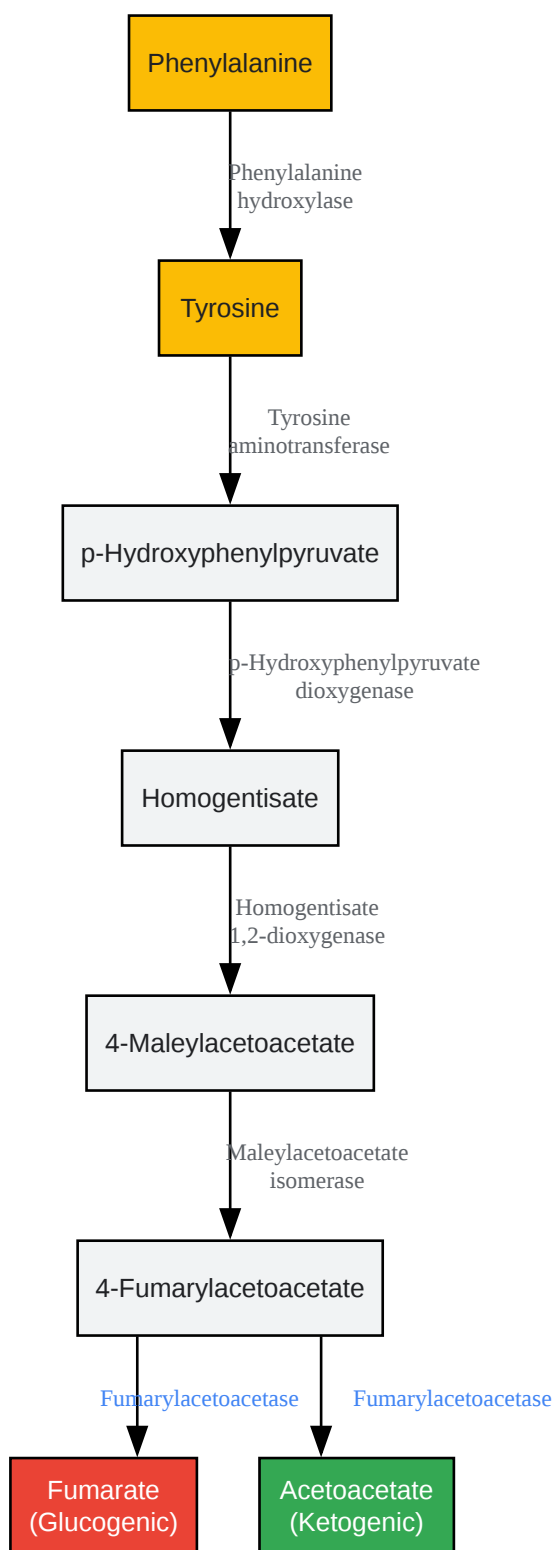 Phenylalanine
Phenylalanine
hydroxylase
Tyrosine
Tyrosine
aminotransferase
p-Hydroxyphenylpyruvate
p-Hydroxyphenylpyruvate
dioxygenase
Homogentisate
Homogentisate
1,2-dioxygenase
4-Maleylacetoacetate
Maleylacetoacetate
isomerase
4-Fumarylacetoacetate
Fumarylacetoacetase
Fumarylacetoacetase
Fumarate
(Glucogenic)
Acetoacetate
(Ketogenic)